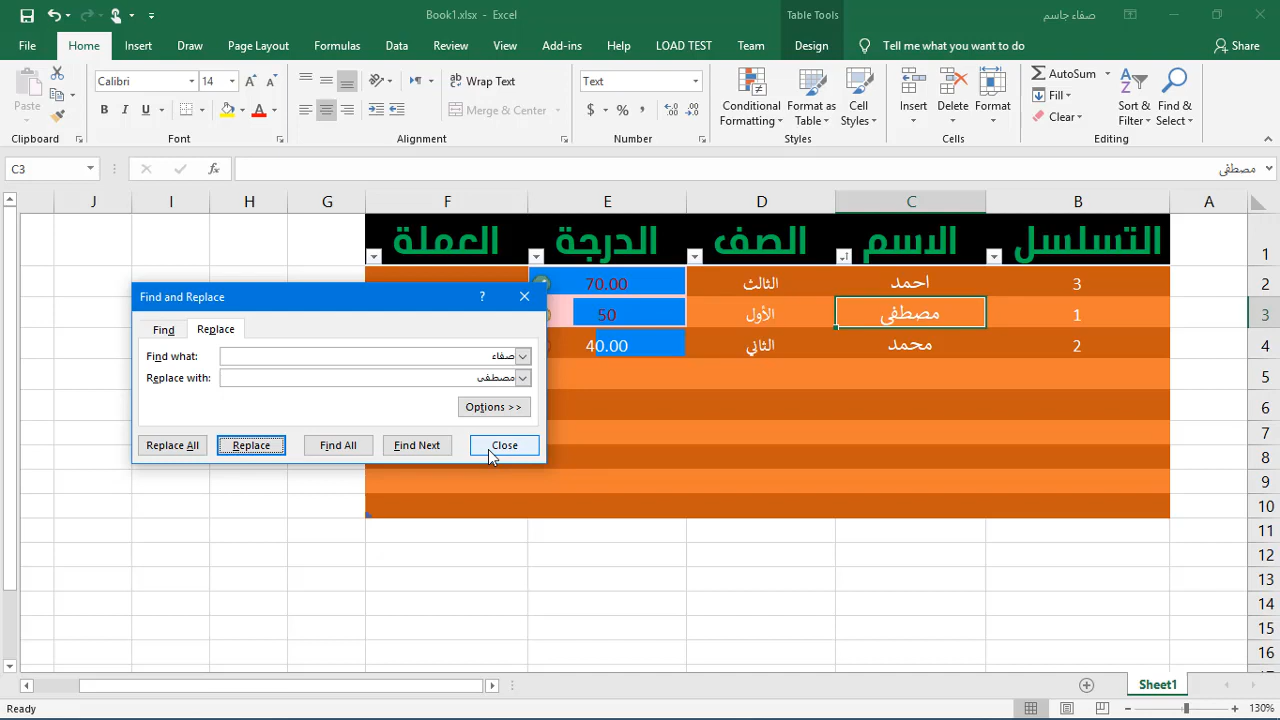 Book1.xlsx - Excel
Table Tools
صفاء جاسم
File Home Insert Draw Page Layout Formulas Data Review View Add-ins Help LOAD TEST Team Design Tell me what you want to do Share
Paste
Clipboard
Calibri 14
B I U
Font
Wrap Text
Merge & Center
Alignment
Text
$ % ,
Number
Conditional Formatting
Format as Table
Cell Styles
Styles
Insert
Delete
Format
Cells
AutoSum
Fill
Clear
Sort & Filter
Find & Select
Editing
C3
fx
مصطفى
J I H G F E D C B A
التسلسل الاسم الصف الدرجة العملة 1
3 احمد الثالث 70.00 2
1 مصطفى الأول 50 3
2 محمد الثاني 40.00 4
5
6
7
8
9
10
11
12
13
14
15
16
Find and Replace
?
Find Replace
Find what: صفاء
Replace with: مصطفى
Options >>
Replace All Replace Find All Find Next Close
Sheet1
Ready
130%